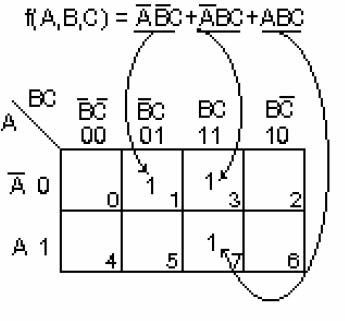 f(A,B,C) = A̅B̅C+A̅BC+ABC
BC
A
B̅C̅ B̅C BC BC̅
00 01 11 10
A̅ 0
1 1
0 1 3 2
A 1
1
4 5 7 6